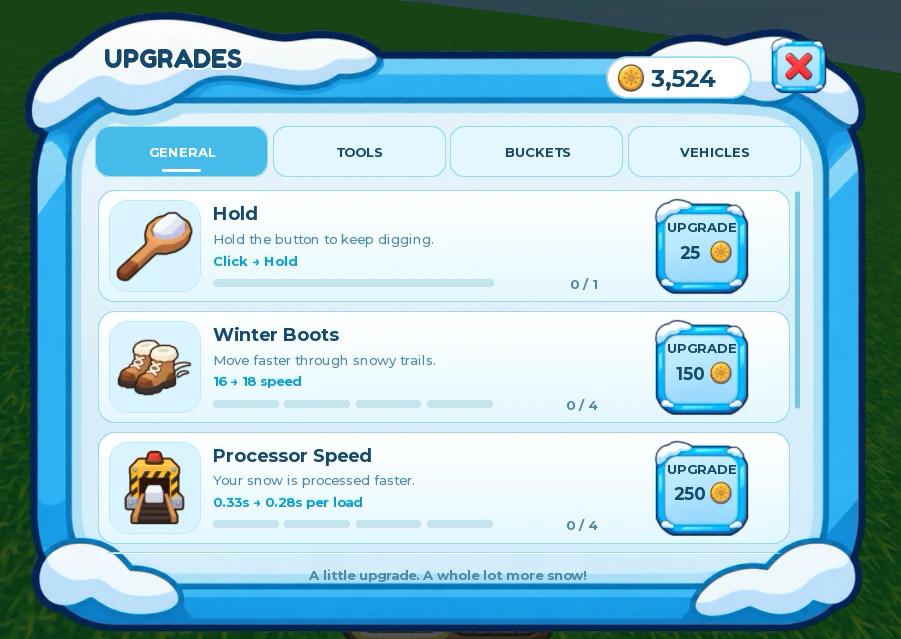 UPGRADES
3,524
GENERAL
TOOLS
BUCKETS
VEHICLES
Hold
Hold the button to keep digging.
Click → Hold
0 / 1
UPGRADE
25
Winter Boots
Move faster through snowy trails.
16 → 18 speed
0 / 4
UPGRADE
150
Processor Speed
Your snow is processed faster.
0.33s → 0.28s per load
0 / 4
UPGRADE
250
A little upgrade. A whole lot more snow!